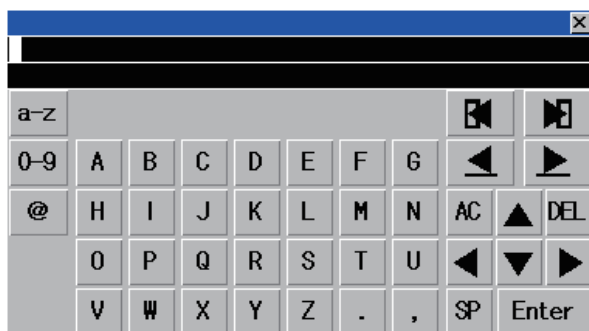 a-z
0-9 A B C D E F G
@ H I J K L M N AC DEL
O P Q R S T U
V W X Y Z . , SP Enter